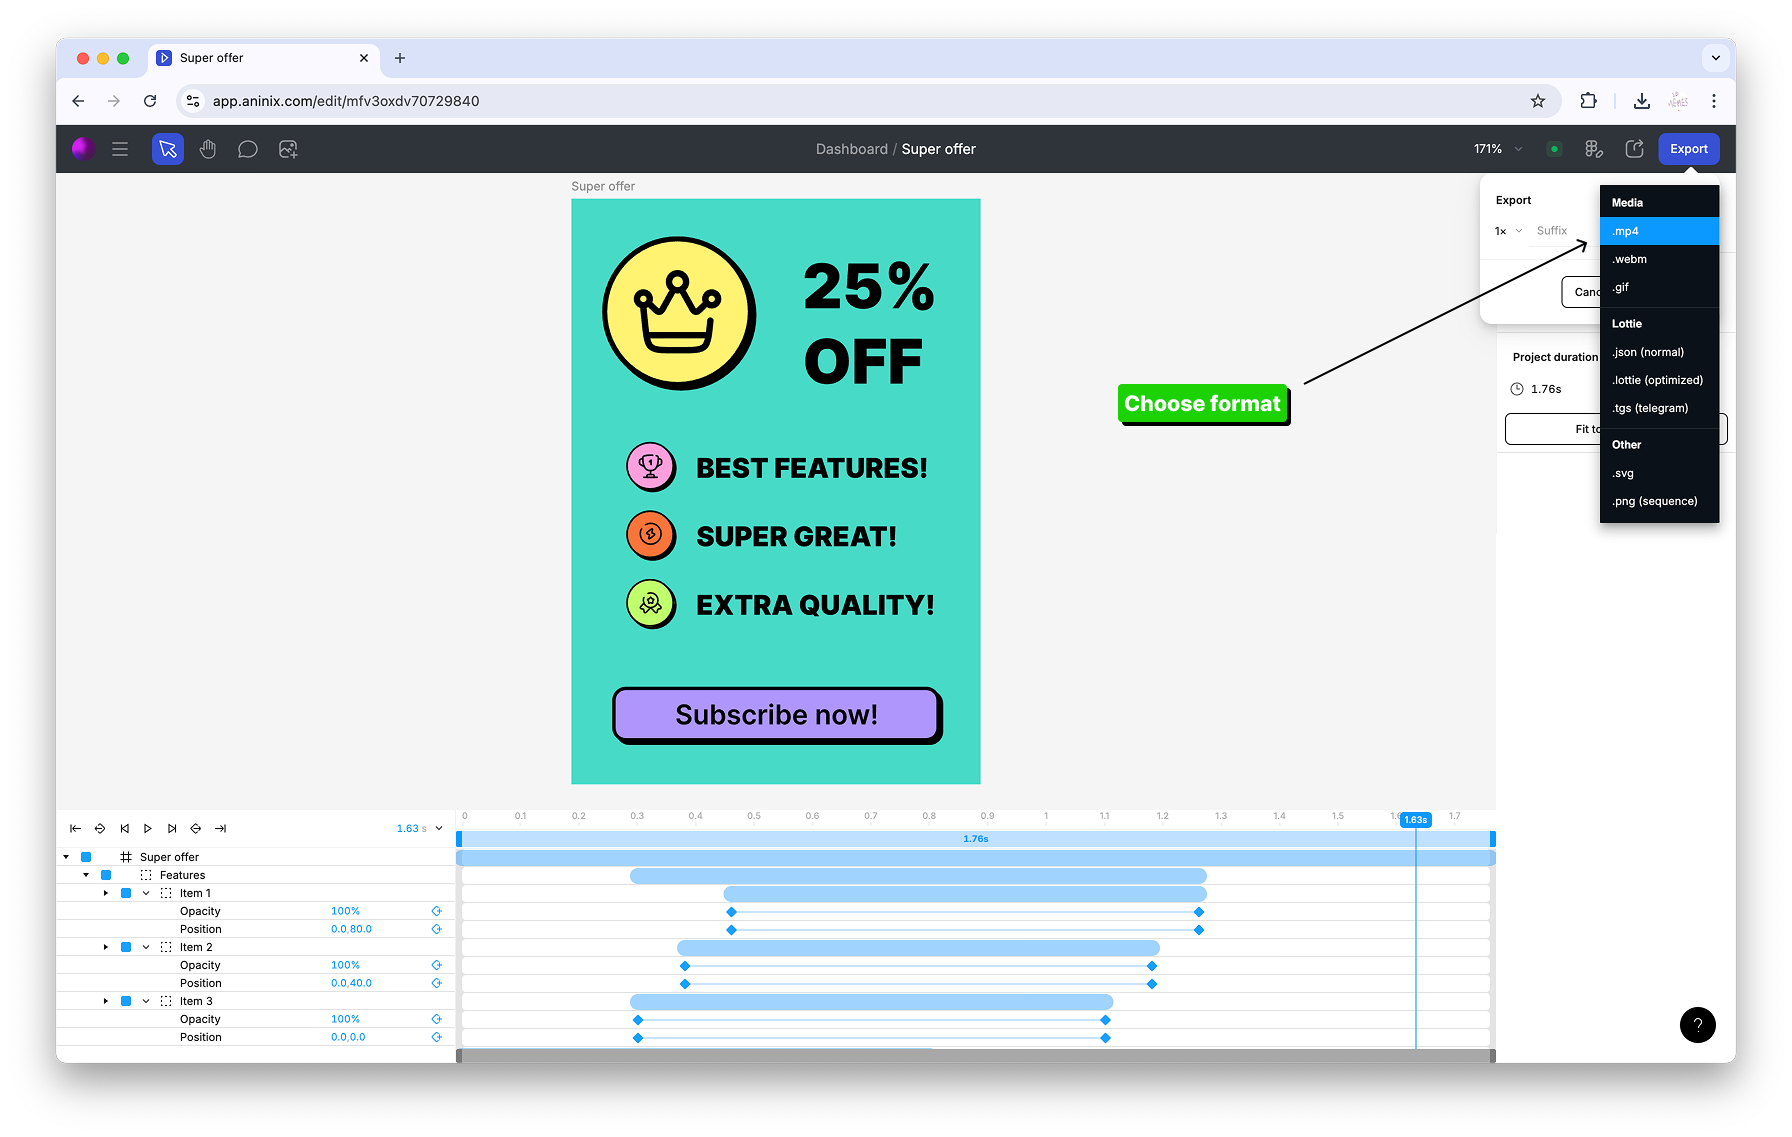 Super offer
app.aninix.com/edit/mfv3oxdv70729840
Dashboard / Super offer
171%
Export
Super offer
25%
OFF
BEST FEATURES!
SUPER GREAT!
EXTRA QUALITY!
Subscribe now!
Choose format
Export
1×
Suffix
Project duration
1.76s
Media
.mp4
.webm
.gif
Lottie
.json (normal)
.lottie (optimized)
.tgs (telegram)
Other
.svg
.png (sequence)
1.63 s
0 0.1 0.2 0.3 0.4 0.5 0.6 0.7 0.8 0.9 1 1.1 1.2 1.3 1.4 1.5 1.63s 1.7
1.76s
Super offer
Features
Item 1
Opacity 100%
Position 0.0,80.0
Item 2
Opacity 100%
Position 0.0,40.0
Item 3
Opacity 100%
Position 0.0,0.0
?